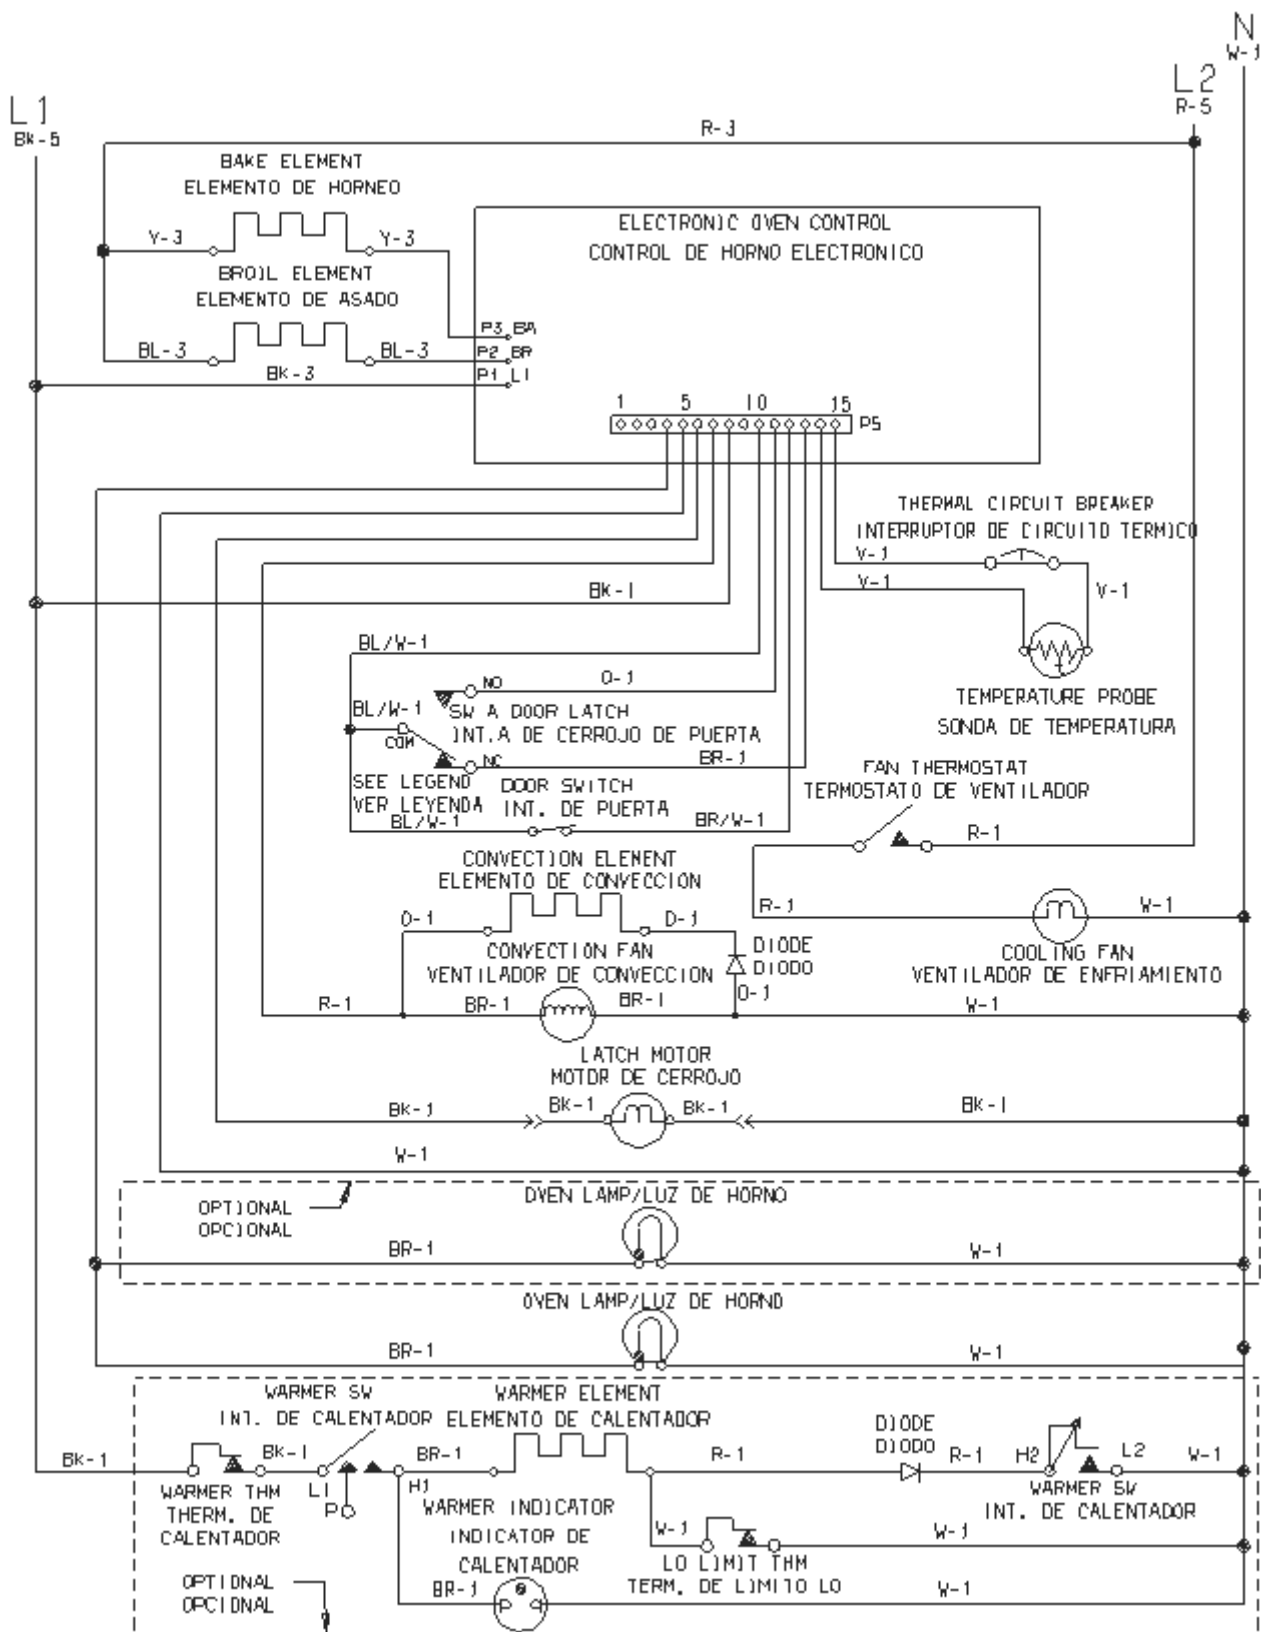 N
W-1
L2
R-5
L1
BK-5
R-3
BAKE ELEMENT
ELEMENTO DE HORNEO
ELECTRONIC OVEN CONTROL
CONTROL DE HORNO ELECTRONICO
Y-3
Y-3
BROIL ELEMENT
ELEMENTO DE ASADO
P3 BA
BL-3
BL-3
P2 BR
BK-3
P1 L1
1
5
10
15
P5
THERMAL CIRCUIT BREAKER
INTERRUPTOR DE CIRCUITO TERMICO
V-1
V-1
V-1
BK-1
BL/W-1
NO
O-1
TEMPERATURE PROBE
SONDA DE TEMPERATURA
BL/W-1
SW A DOOR LATCH
INT.A DE CERROJO DE PUERTA
COM
NC
BR-1
FAN THERMOSTAT
TERMOSTATO DE VENTILADOR
SEE LEGEND
VER LEYENDA
DOOR SWITCH
INT. DE PUERTA
BL/W-1
BR/W-1
R-1
CONVECTION ELEMENT
ELEMENTO DE CONVECCION
O-1
O-1
R-1
W-1
DIODE
DIODO
CONVECTION FAN
VENTILADOR DE CONVECCION
COOLING FAN
VENTILADOR DE ENFRIAMIENTO
R-1
BR-1
BR-1
O-1
W-1
LATCH MOTOR
MOTOR DE CERROJO
BK-1
BK-1
BK-1
BK-1
W-1
OPTIONAL
OPCIONAL
OVEN LAMP/LUZ DE HORNO
BR-1
W-1
OVEN LAMP/LUZ DE HORNO
BR-1
W-1
WARMER SW
INT. DE CALENTADOR
WARMER ELEMENT
ELEMENTO DE CALENTADOR
DIODE
DIODO
BK-1
BK-1
BR-1
R-1
R-1
H2
L2
W-1
WARMER THM
THERM. DE
CALENTADOR
L1
P
H1
WARMER INDICATOR
INDICATOR DE
CALENTADOR
WARMER SW
INT. DE CALENTADOR
W-1
W-1
LO LIMIT THM
TERM. DE LIMITO LO
OPTIONAL
OPCIONAL
BR-1
W-1